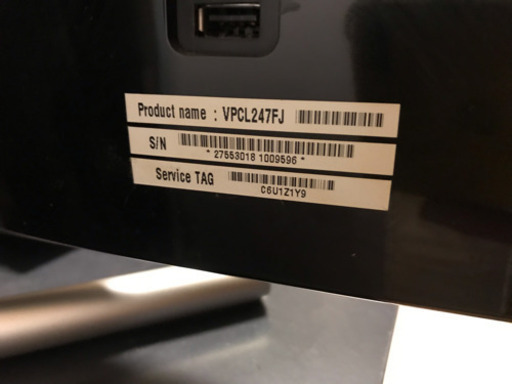 Product name : VPCL247FJ
S/N
* 27553018 1009596 *
Service TAG
C6U1Z1Y9